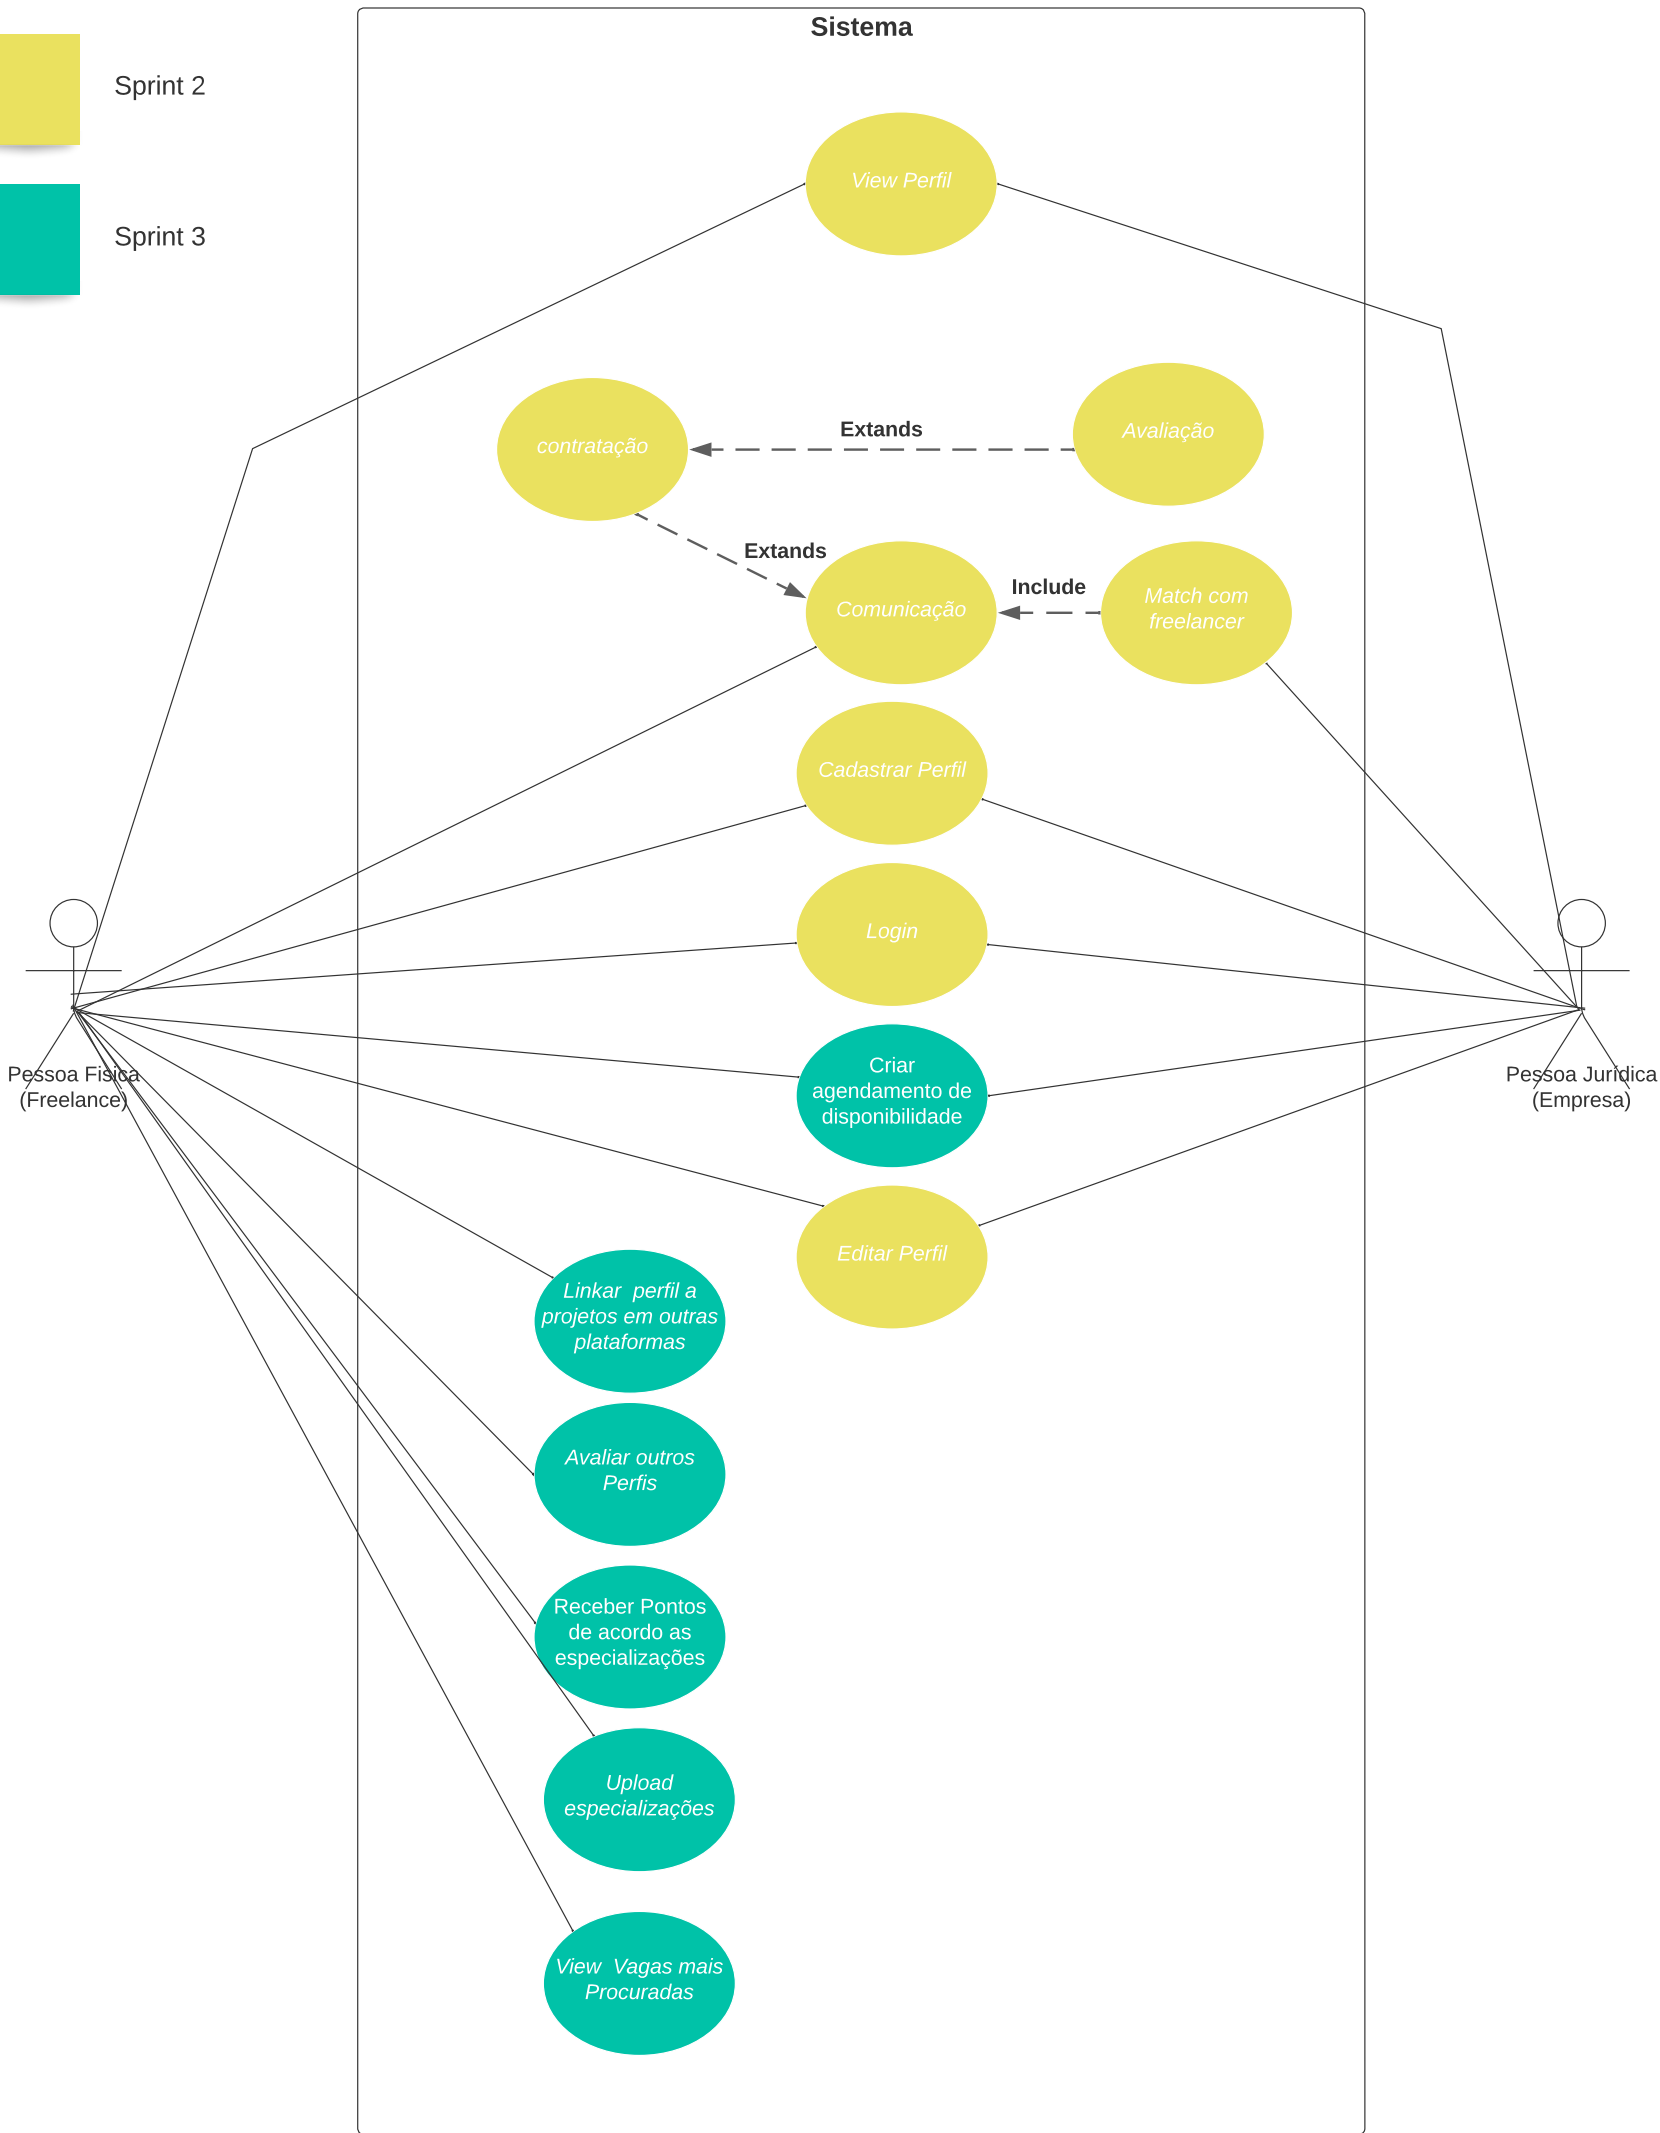 Sistema
Sprint 2
Sprint 3
View Perfil
contratação
Extands
Avaliação
Extands
Comunicação
Include
Match com
freelancer
Cadastrar Perfil
Login
Pessoa Fisica
(Freelance)
Criar
agendamento de
disponibilidade
Pessoa Jurídica
(Empresa)
Editar Perfil
Linkar  perfil a
projetos em outras
plataformas
Avaliar outros
Perfis
Receber Pontos
de acordo as
especializações
Upload
especializações
View  Vagas mais
Procuradas